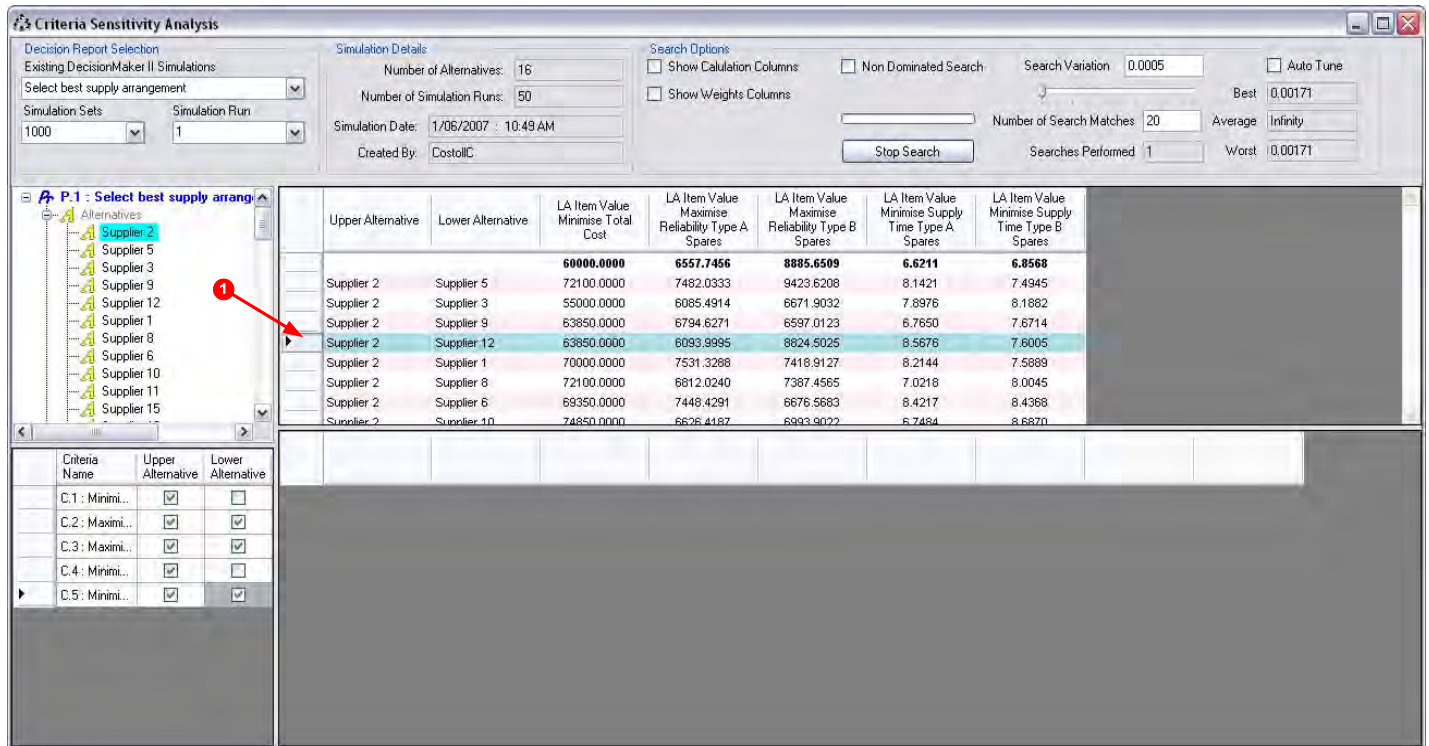 Criteria Sensitivity Analysis
Decision Report Selection
Existing DecisionMaker II Simulations
Select best supply arrangement
Simulation Sets Simulation Run
1000 1
Simulation Details
Number of Alternatives: 16
Number of Simulation Runs: 50
Simulation Date: 1/06/2007 : 10:49 AM
Created By: CostollC
Search Options
Show Calulation Columns Non Dominated Search
Show Weights Columns
Stop Search
Search Variation 0.0005
Number of Search Matches 20
Searches Performed 1
Auto Tune
Best 0.00171
Average Infinity
Worst 0.00171
P.1 : Select best supply arrang
Alternatives
Supplier 2
Supplier 5
Supplier 3
Supplier 9
Supplier 12
Supplier 1
Supplier 8
Supplier 6
Supplier 10
Supplier 11
Supplier 15
1
Upper Alternative Lower Alternative LA Item Value Minimise Total Cost LA Item Value Maximise Reliability Type A Spares LA Item Value Maximise Reliability Type B Spares LA Item Value Minimise Supply Time Type A Spares LA Item Value Minimise Supply Time Type B Spares
60000.0000 6557.7456 8885.6509 6.6211 6.8568
Supplier 2 Supplier 5 72100.0000 7482.0333 9423.6208 8.1421 7.4945
Supplier 2 Supplier 3 55000.0000 6085.4914 6671.9032 7.8976 8.1882
Supplier 2 Supplier 9 63850.0000 6794.6271 6597.0123 6.7650 7.6714
Supplier 2 Supplier 12 63850.0000 6093.9995 8824.5025 8.5676 7.6005
Supplier 2 Supplier 1 70000.0000 7531.3288 7418.9127 8.2144 7.5889
Supplier 2 Supplier 8 72100.0000 6812.0240 7387.4565 7.0218 8.0045
Supplier 2 Supplier 6 69350.0000 7448.4291 6676.5683 8.4217 8.4368
Supplier 2 Supplier 10 74850.0000 6626.4187 6993.9022 6.7484 8.6870
Criteria Name Upper Alternative Lower Alternative
C.1 : Minimi...
C.2 : Maximi...
C.3 : Maximi...
C.4 : Minimi...
C.5 : Minimi...